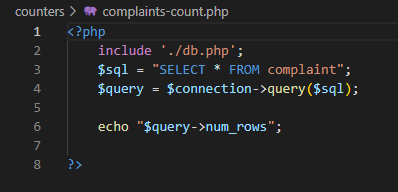 counters > complaints-count.php
1 <?php
2 include './db.php';
3 $sql = "SELECT * FROM complaint";
4 $query = $connection->query($sql);
5
6 echo "$query->num_rows";
7
8 ?>